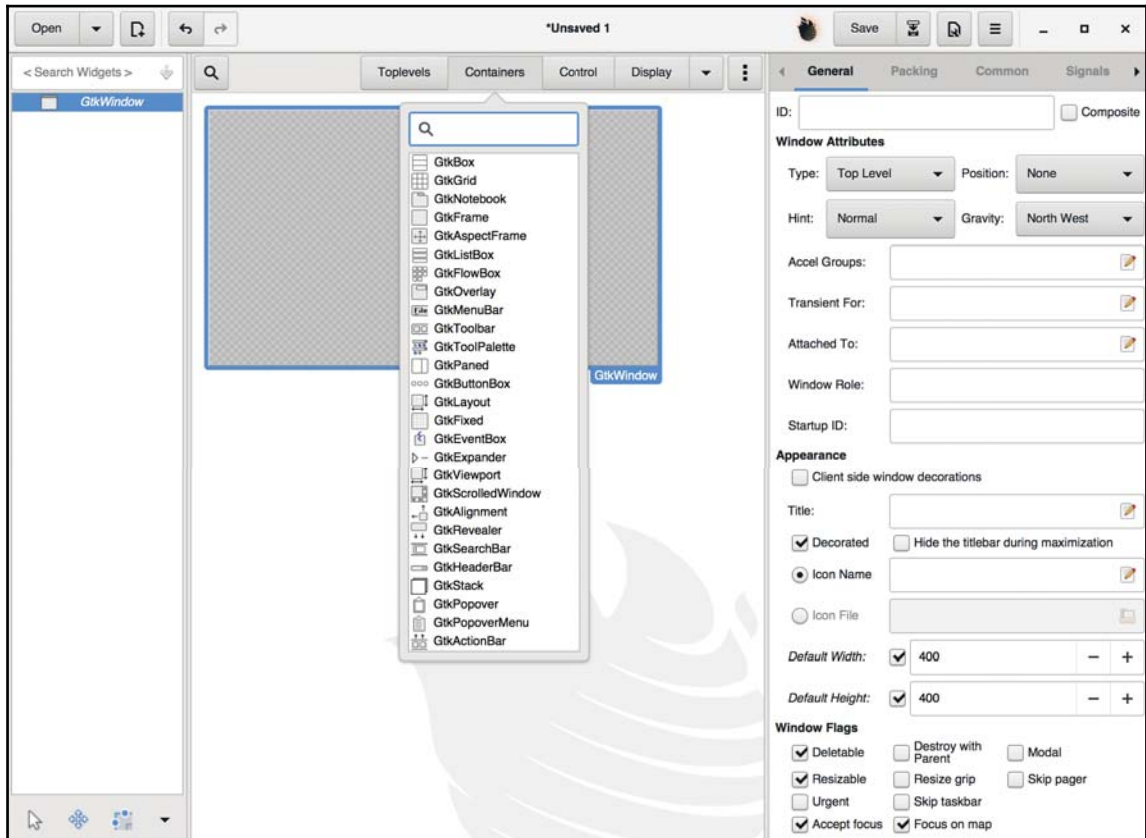 Open
*Unsaved 1
Save
< Search Widgets >
GtkWindow
Toplevels Containers Control Display
GtkBox
GtkGrid
GtkNotebook
GtkFrame
GtkAspectFrame
GtkListBox
GtkFlowBox
GtkOverlay
GtkMenuBar
GtkToolbar
GtkToolPalette
GtkPaned
GtkButtonBox
GtkLayout
GtkFixed
GtkEventBox
GtkExpander
GtkViewport
GtkScrolledWindow
GtkAlignment
GtkRevealer
GtkSearchBar
GtkHeaderBar
GtkStack
GtkPopover
GtkPopoverMenu
GtkActionBar
GtkWindow
General Packing Common Signals
ID: Composite
Window Attributes
Type: Top Level Position: None
Hint: Normal Gravity: North West
Accel Groups:
Transient For:
Attached To:
Window Role:
Startup ID:
Appearance
Client side window decorations
Title:
Decorated Hide the titlebar during maximization
Icon Name
Icon File
Default Width: 400
Default Height: 400
Window Flags
Deletable Destroy with Parent Modal
Resizable Resize grip Skip pager
Urgent Skip taskbar
Accept focus Focus on map